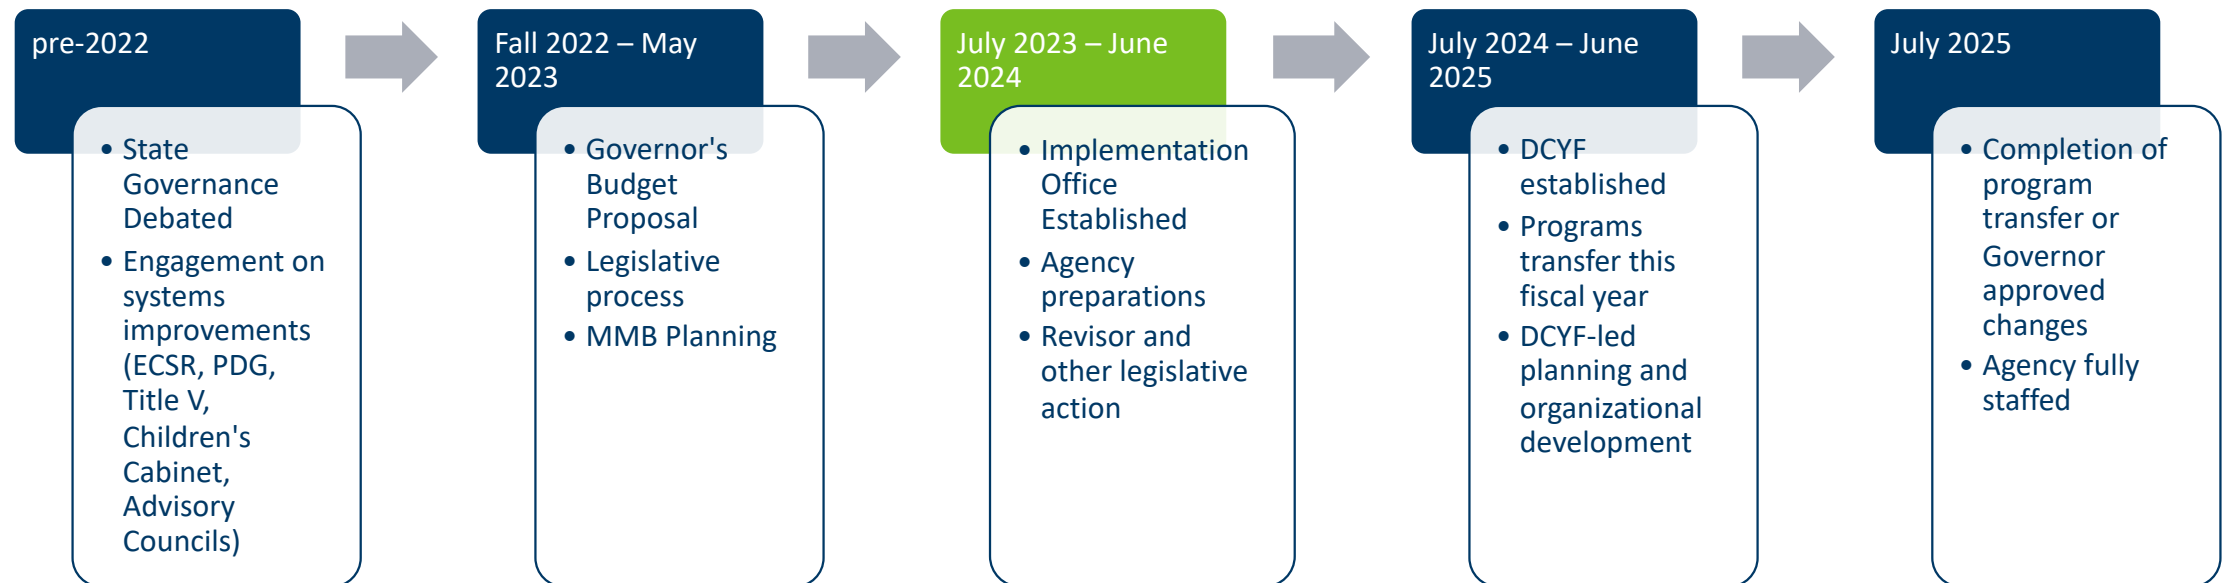 pre-2022
• State
Governance
Debated
• Engagement on
systems
improvements
(ECSR, PDG,
Title V,
Children's
Cabinet,
Advisory
Councils)
Fall 2022 – May
2023
• Governor's
Budget
Proposal
• Legislative
process
• MMB Planning
July 2023 – June
2024
• Implementation
Office
Established
• Agency
preparations
• Revisor and
other legislative
action
July 2024 – June
2025
• DCYF
established
• Programs
transfer this
fiscal year
• DCYF-led
planning and
organizational
development
July 2025
• Completion of
program
transfer or
Governor
approved
changes
• Agency fully
staffed